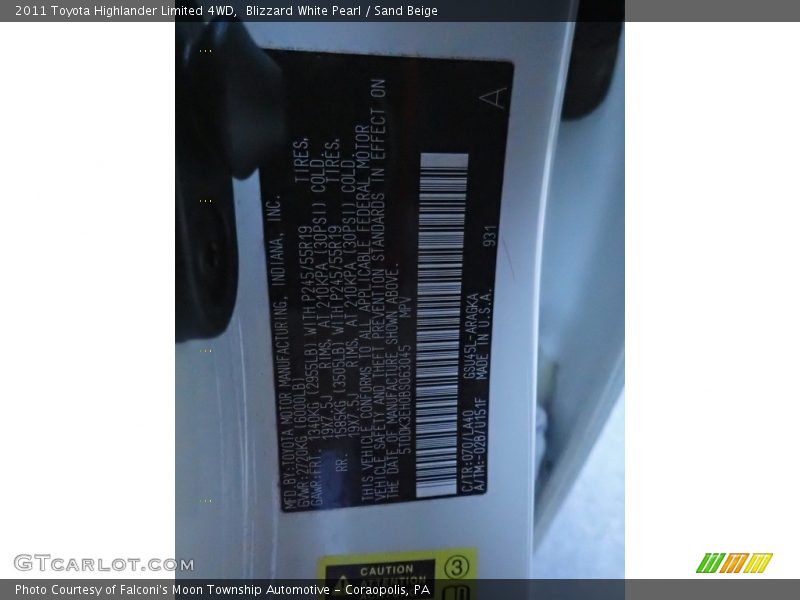 2011 Toyota Highlander Limited 4WD, Blizzard White Pearl / Sand Beige
MFD.BY:TOYOTA MOTOR MANUFACTURING, INDIANA, INC.
GVWR:2720KG (6000LB)
GAWR:FRT. 1340KG (2955LB) WITH P245/55R19 TIRES,
19X7.5J RIMS, AT 210KPA (30PSI) COLD.
RR. 1585KG (3505LB) WITH P245/55R19 TIRES,
19X7.5J RIMS, AT 210KPA (30PSI) COLD.
THIS VEHICLE CONFORMS TO ALL APPLICABLE FEDERAL MOTOR
VEHICLE SAFETY AND THEFT PREVENTION STANDARDS IN EFFECT ON
THE DATE OF MANUFACTURE SHOWN ABOVE.
5TDDK3EH0BS063045 MPV
C/TR:070/LA40 GSU45L-ARAGKA 931
A/TM:-02B/U151F MADE IN U.S.A.
A
CAUTION 3
ATTENTION
GTCARLOT.COM
Photo Courtesy of Falconi's Moon Township Automotive - Coraopolis, PA